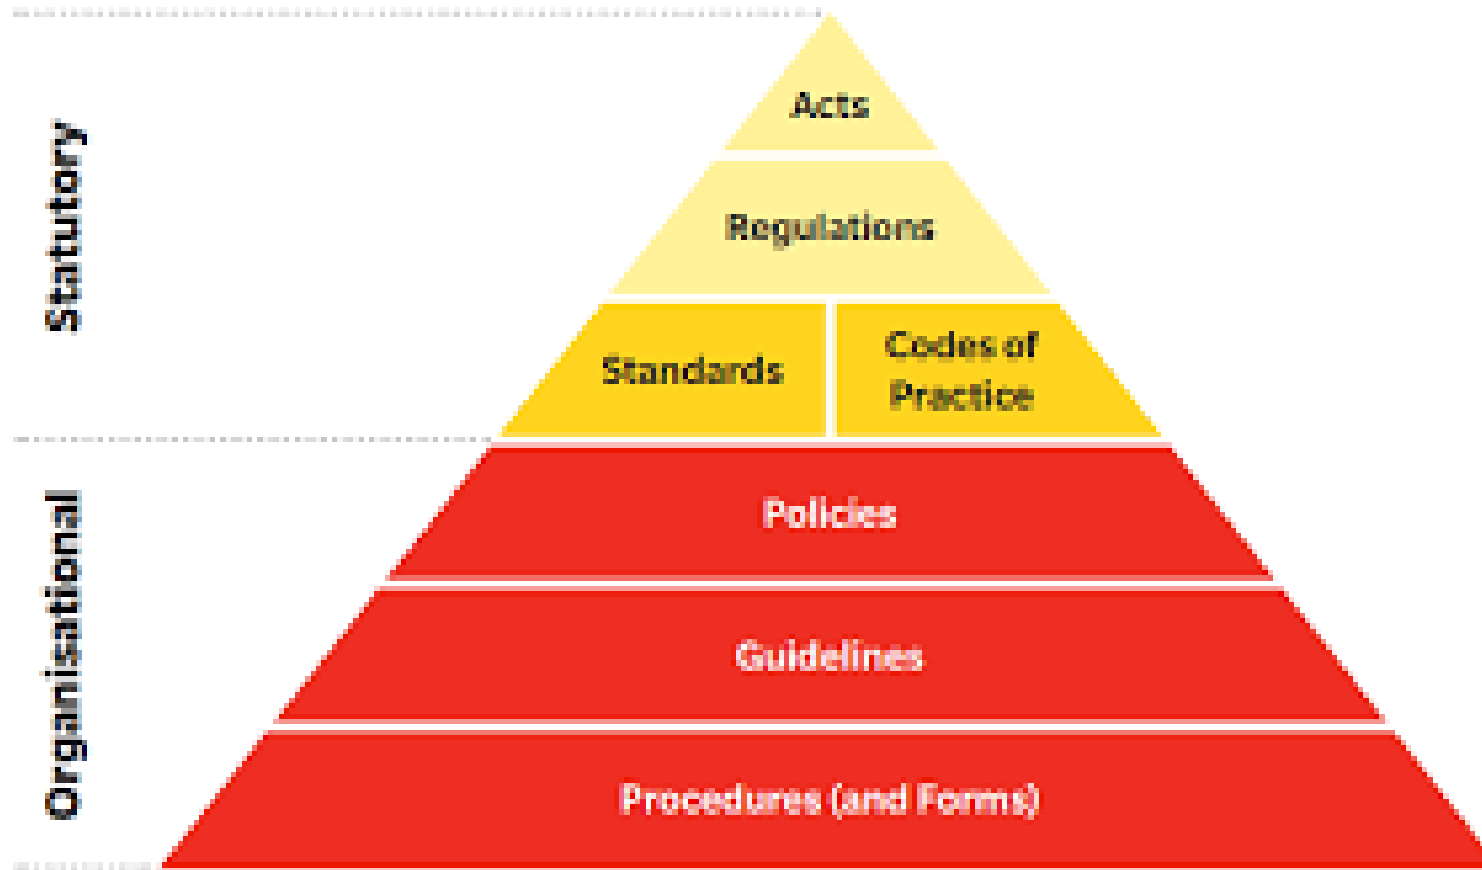 Statutory
Acts
Regulations
Standards
Codes of
Practice
Organisational
Policies
Guidelines
Procedures (and Forms)